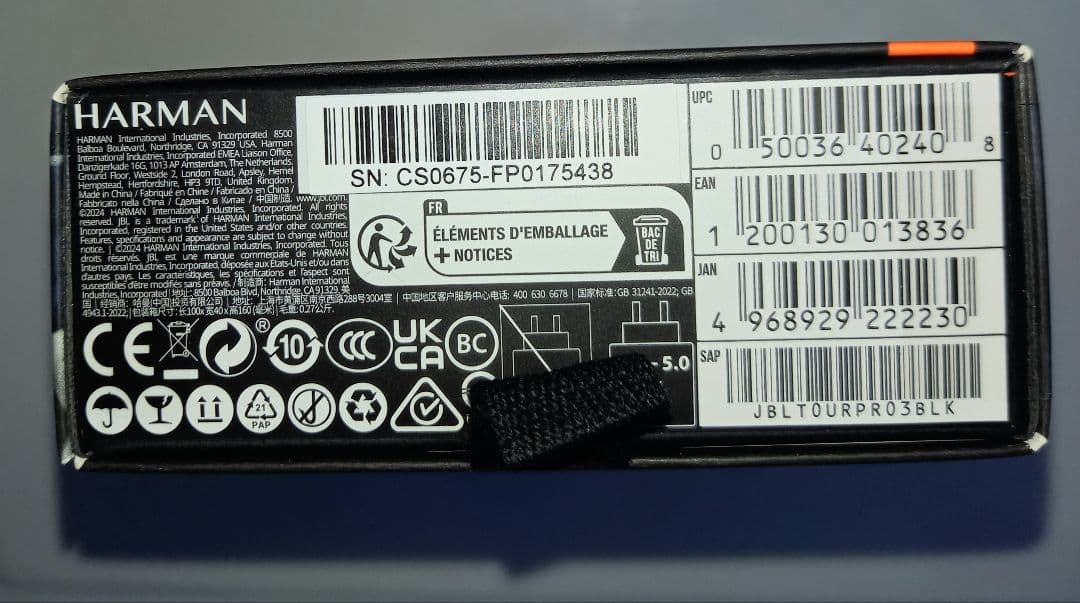 HARMAN
HARMAN International Industries, Incorporated 8500
Balboa Boulevard, Northridge, CA 91329 USA. Harman
International Industries, Incorporated EMEA Liaison Office,
Danzigerkade 16G, 1013 AP Amsterdam, The Netherlands.
Ground Floor, Westside 2, London Road, Apsley, Hemel
Hempstead, Hertfordshire, HP3 9TD, United Kingdom.
Made in China / Fabriqué en Chine / Fabricado en China /
Fabbricato nella China / Сделано в Китае / 中国制造. www.jbl.com.
©2024 HARMAN International Industries, Incorporated. All rights
reserved. JBL is a trademark of HARMAN International Industries,
Incorporated, registered in the United States and/or other countries.
Features, specifications and appearance are subject to change without
notice. | ©2024 HARMAN International Industries, Incorporated. Tous
droits réservés. JBL est une marque commerciale de HARMAN
International Industries, Incorporated, déposée aux États-Unis et/ou dans
d'autres pays. Les caractéristiques, les spécifications et l'aspect sont
susceptibles d'être modifiés sans préavis. / 制造商: Harman International
Industries, Incorporated | 地址: 8500 Balboa Blvd, Northridge, CA 91329, 美
国 | 经销商: 哈曼(中国)投资有限公司 | 地址: 上海市黄浦区南京西路288号3004室 | 中国地区客户服务中心电话: 400 630 6678 | 国家标准: GB 31241-2022; GB
4943.1-2022; | 包装箱尺寸: 长100x 宽40x 高160 (毫米) | 毛重: 0.27公斤.
SN: CS0675-FP0175438
FR
ÉLÉMENTS D'EMBALLAGE
+ NOTICES
BAC
DE
TRI
UPC
0 50036 40240 8
EAN
1 200130 013836
JAN
4 968929 222230
SAP
JBLTOURPRO3BLK
CE
®
10
CCC
UK
CA
BC
-5.0
21
PAP